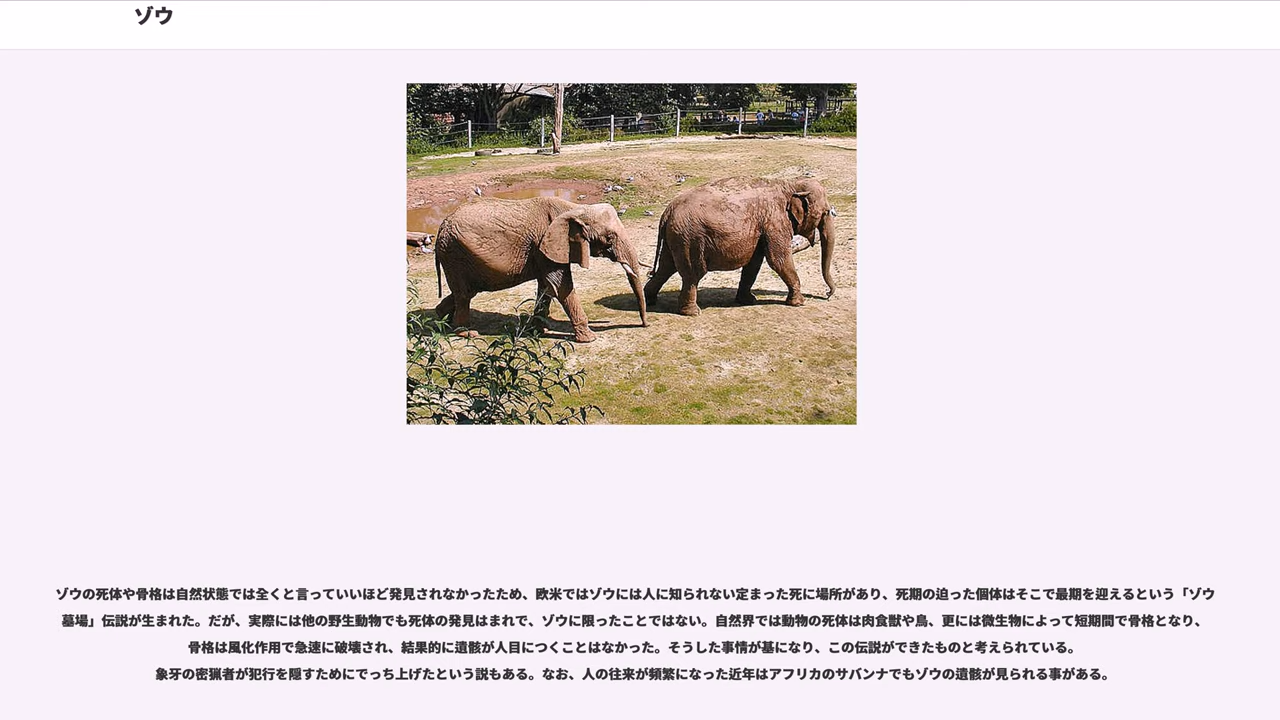 ゾウ
ゾウの死体や骨格は自然状態では全くと言っていいほど発見されなかったため、欧米ではゾウには人に知られない定まった死に場所があり、死期の迫った個体はそこで最期を迎えるという「ゾウ
墓場」伝説が生まれた。だが、実際には他の野生動物でも死体の発見はまれで、ゾウに限ったことではない。自然界では動物の死体は肉食獣や鳥、更には微生物によって短期間で骨格となり、
骨格は風化作用で急速に破壊され、結果的に遺骸が人目につくことはなかった。そうした事情が基になり、この伝説ができたものと考えられている。
象牙の密猟者が犯行を隠すためにでっち上げたという説もある。なお、人の往来が頻繁になった近年はアフリカのサバンナでもゾウの遺骸が見られる事がある。